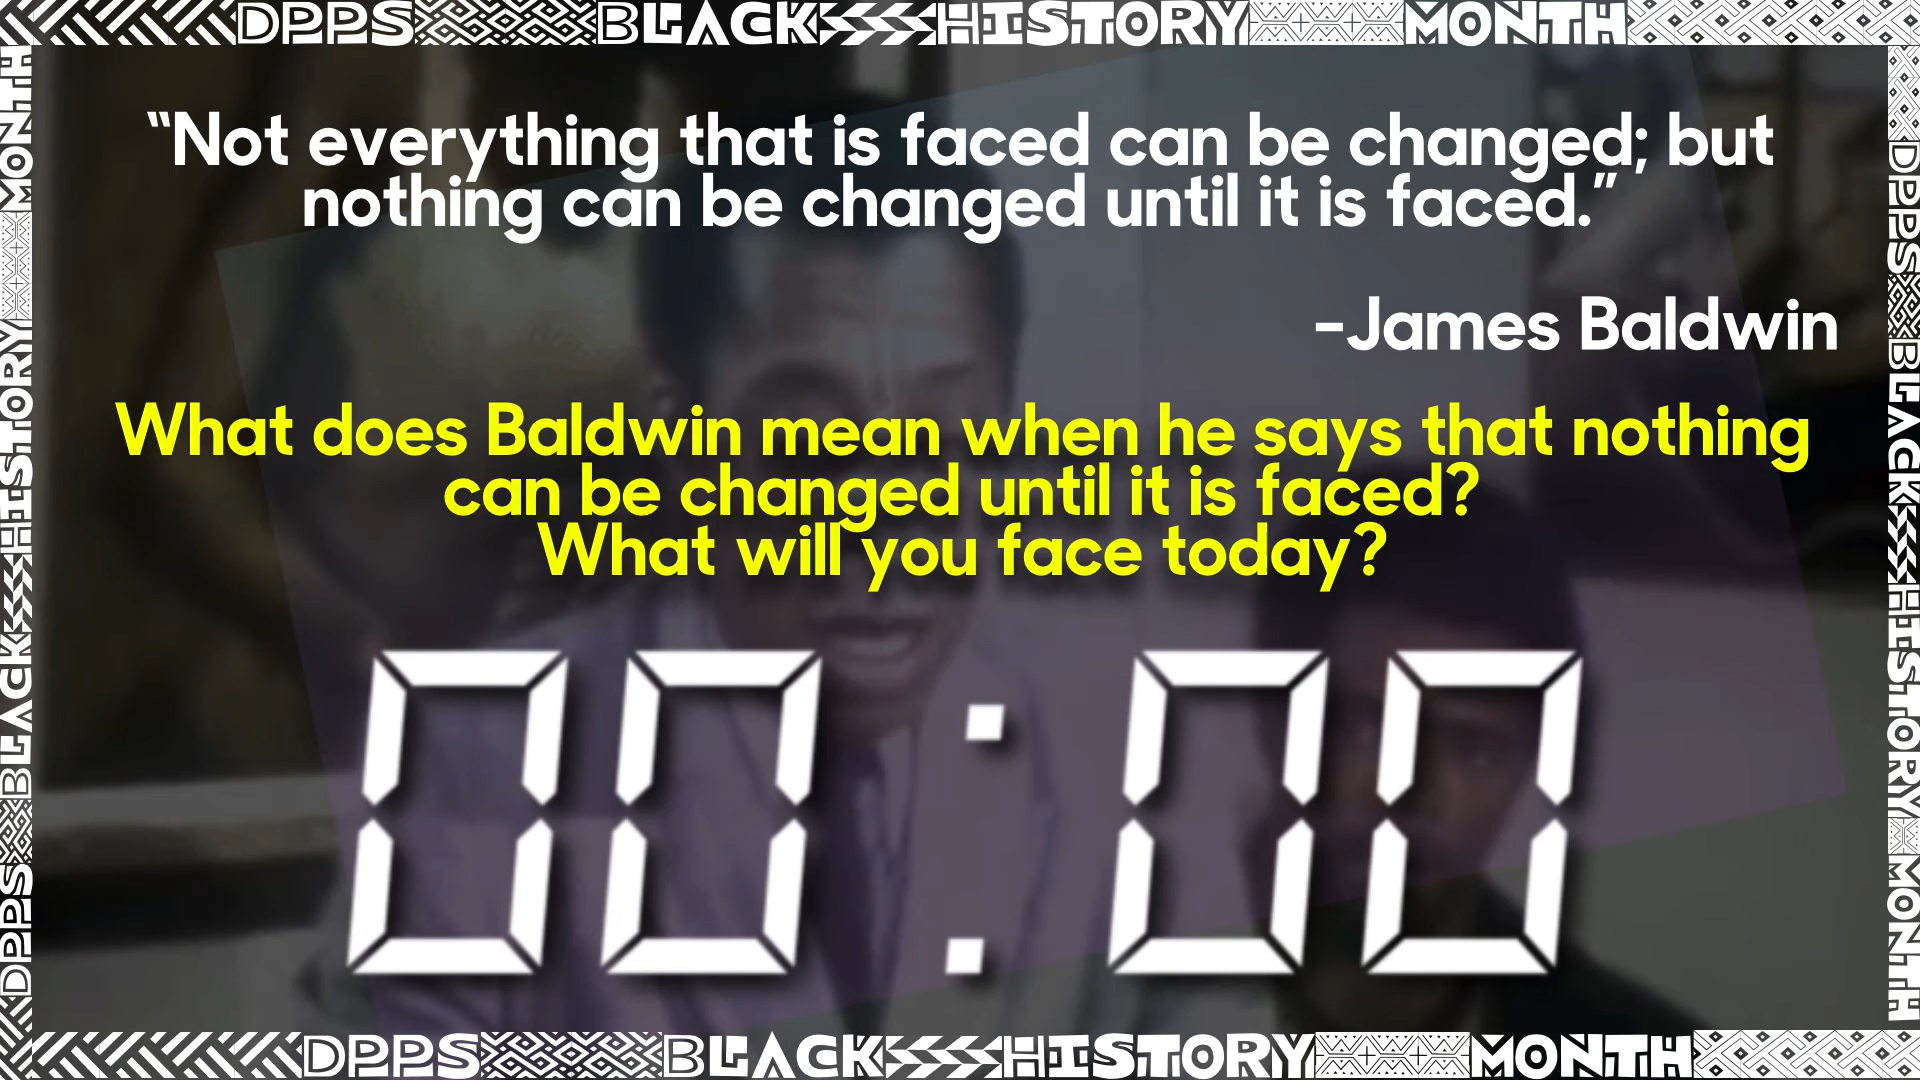 DPPS BLACK HISTORY MONTH
“Not everything that is faced can be changed; but
nothing can be changed until it is faced.”
-James Baldwin
What does Baldwin mean when he says that nothing
can be changed until it is faced?
What will you face today?
00:00
DPPS BLACK HISTORY MONTH
DPPS BLACK HISTORY MONTH
DPPS BLACK HISTORY MONTH